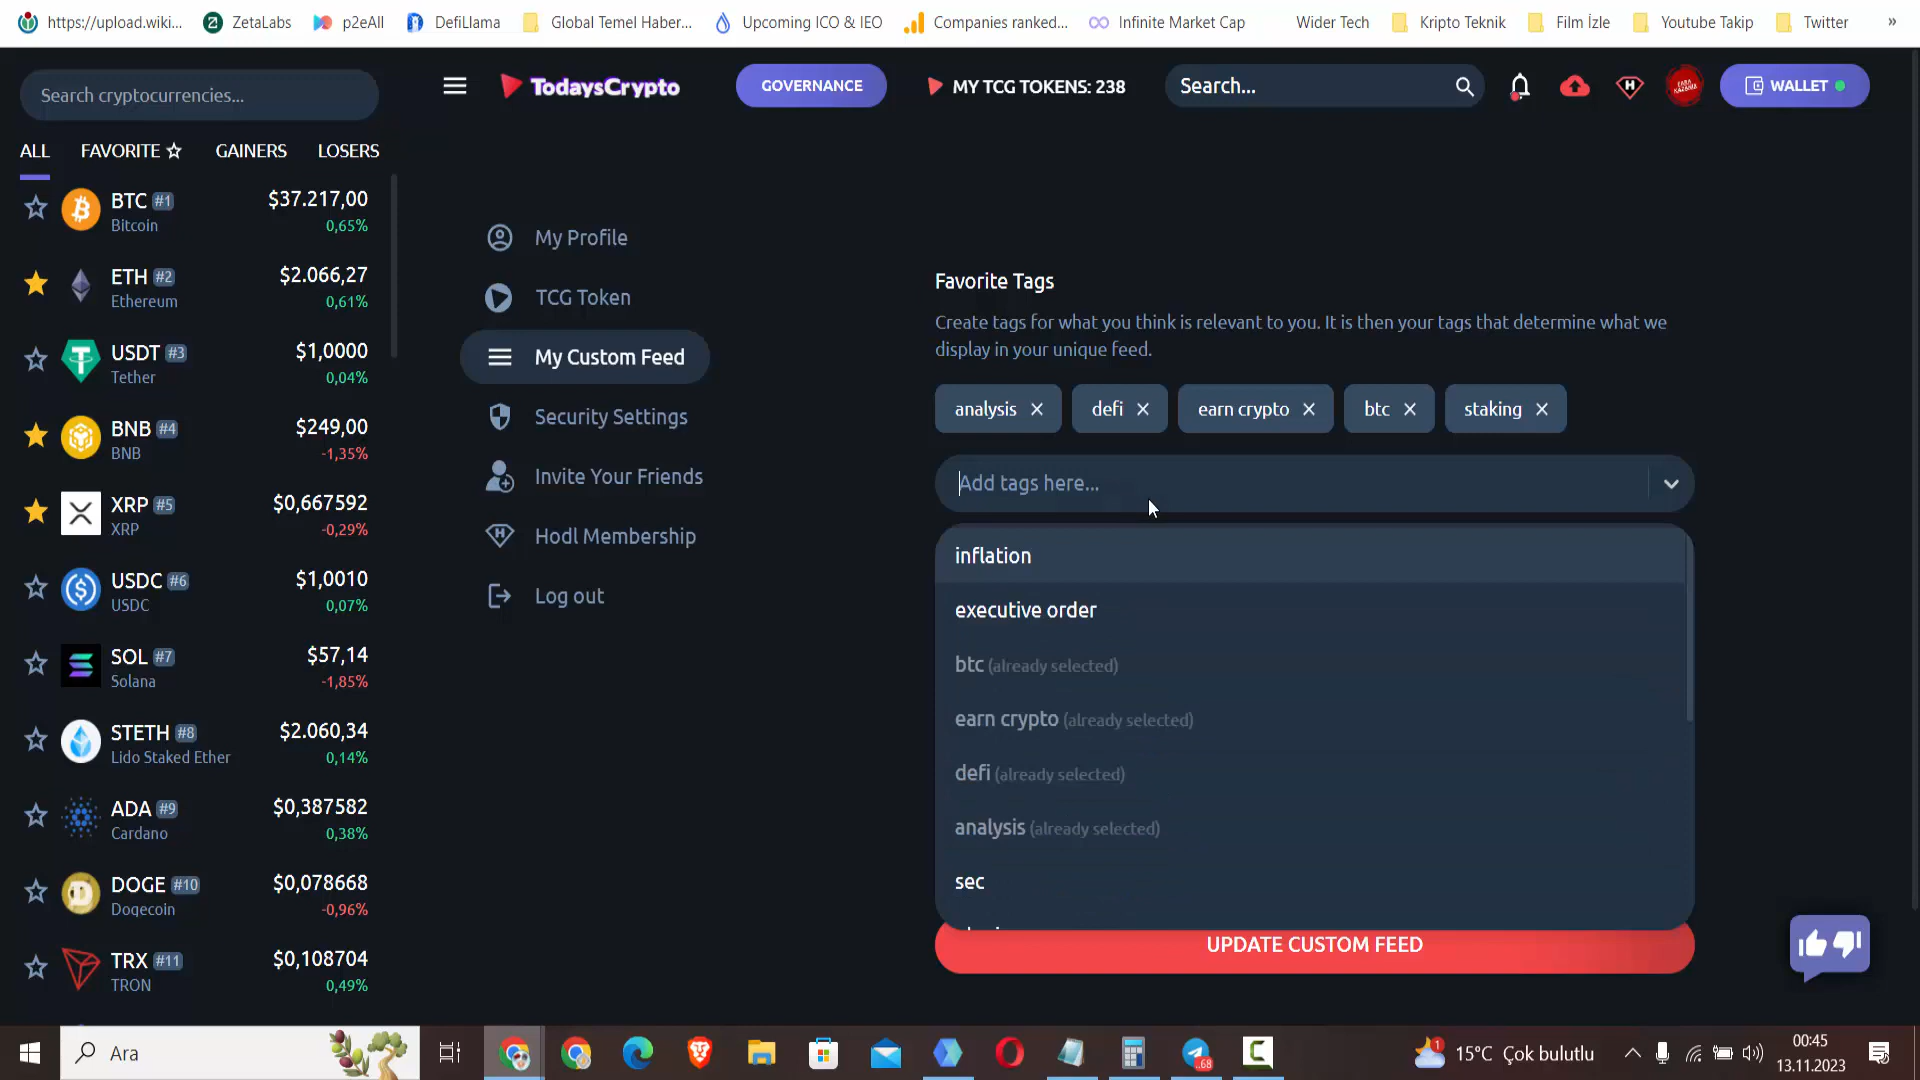 https://upload.wiki...
ZetaLabs
p2eAll
DefiLlama
Global Temel Haber...
Upcoming ICO & IEO
Companies ranked...
Infinite Market Cap
Wider Tech
Kripto Teknik
Film İzle
Youtube Takip
Twitter
»
Search cryptocurrencies...
TodaysCrypto
GOVERNANCE
MY TCG TOKENS: 238
Search...
WALLET
ALL
FAVORITE
GAINERS
LOSERS
BTC #1 $37.217,00
Bitcoin 0,65%
ETH #2 $2.066,27
Ethereum 0,61%
USDT #3 $1,0000
Tether 0,04%
BNB #4 $249,00
BNB -1,35%
XRP #5 $0,667592
XRP -0,29%
USDC #6 $1,0010
USDC 0,07%
SOL #7 $57,14
Solana -1,85%
STETH #8 $2.060,34
Lido Staked Ether 0,14%
ADA #9 $0,387582
Cardano 0,38%
DOGE #10 $0,078668
Dogecoin -0,96%
TRX #11 $0,108704
TRON 0,49%
My Profile
TCG Token
My Custom Feed
Security Settings
Invite Your Friends
Hodl Membership
Log out
Favorite Tags
Create tags for what you think is relevant to you. It is then your tags that determine what we
display in your unique feed.
analysis
defi
earn crypto
btc
staking
Add tags here...
inflation
executive order
btc (already selected)
earn crypto (already selected)
defi (already selected)
analysis (already selected)
sec
UPDATE CUSTOM FEED
Ara
68
1
15°C Çok bulutlu
00:45
13.11.2023